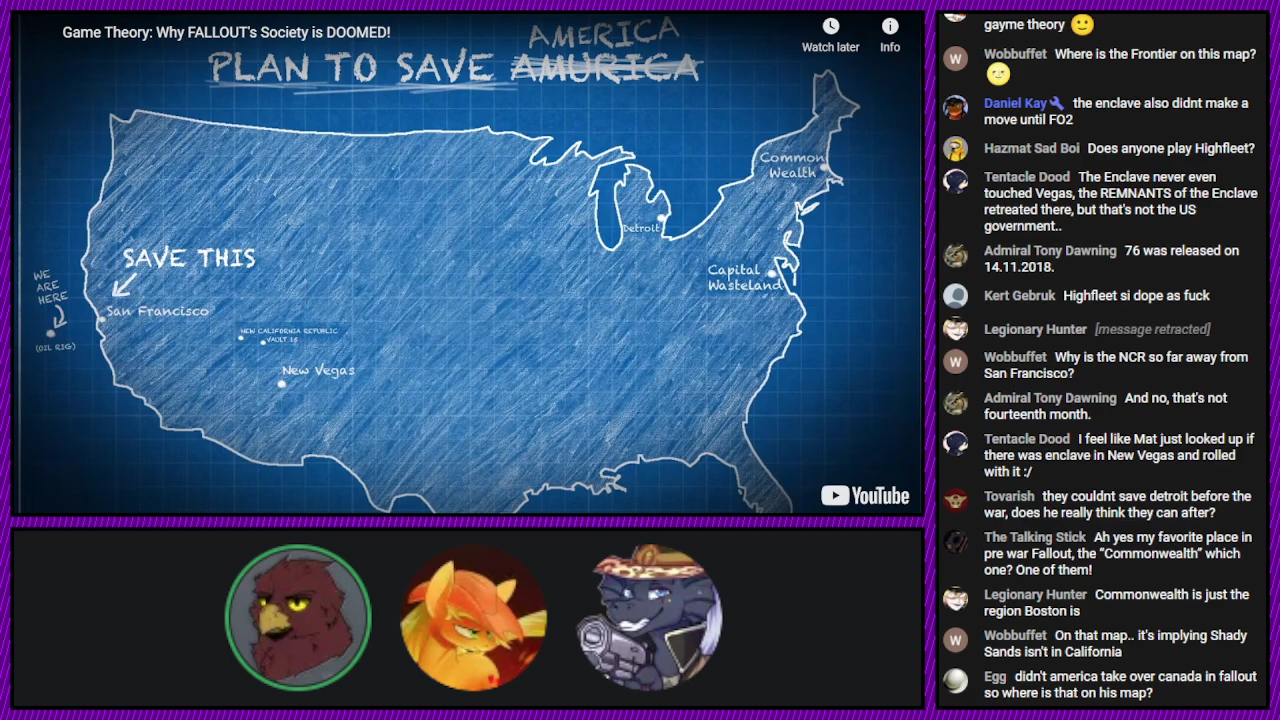 Game Theory: Why FALLOUT's Society is DOOMED!
Watch later
Info
AMERICA
PLAN TO SAVE AMURICA
Common
Wealth
Detroit
SAVE THIS
Capital
Wasteland
WE
ARE
HERE
San Francisco
NEW CALIFORNIA REPUBLIC
VAULT 15
(OIL RIG)
New Vegas
YouTube
gayme theory
W
Wobbuffet Where is the Frontier on this map?
Daniel Kay the enclave also didnt make a
move until FO2
Hazmat Sad Boi Does anyone play Highfleet?
Tentacle Dood The Enclave never even
touched Vegas, the REMNANTS of the Enclave
retreated there, but that's not the US
government..
Admiral Tony Dawning 76 was released on
14.11.2018.
Kert Gebruk Highfleet si dope as fuck
Legionary Hunter [message retracted]
W
Wobbuffet Why is the NCR so far away from
San Francisco?
Admiral Tony Dawning And no, that's not
fourteenth month.
Tentacle Dood I feel like Mat just looked up if
there was enclave in New Vegas and rolled
with it :/
Tovarish they couldnt save detroit before the
war, does he really think they can after?
The Talking Stick Ah yes my favorite place in
pre war Fallout, the “Commonwealth” which
one? One of them!
Legionary Hunter Commonwealth is just the
region Boston is
W
Wobbuffet On that map.. it's implying Shady
Sands isn't in California
Egg didn't america take over canada in fallout
so where is that on his map?